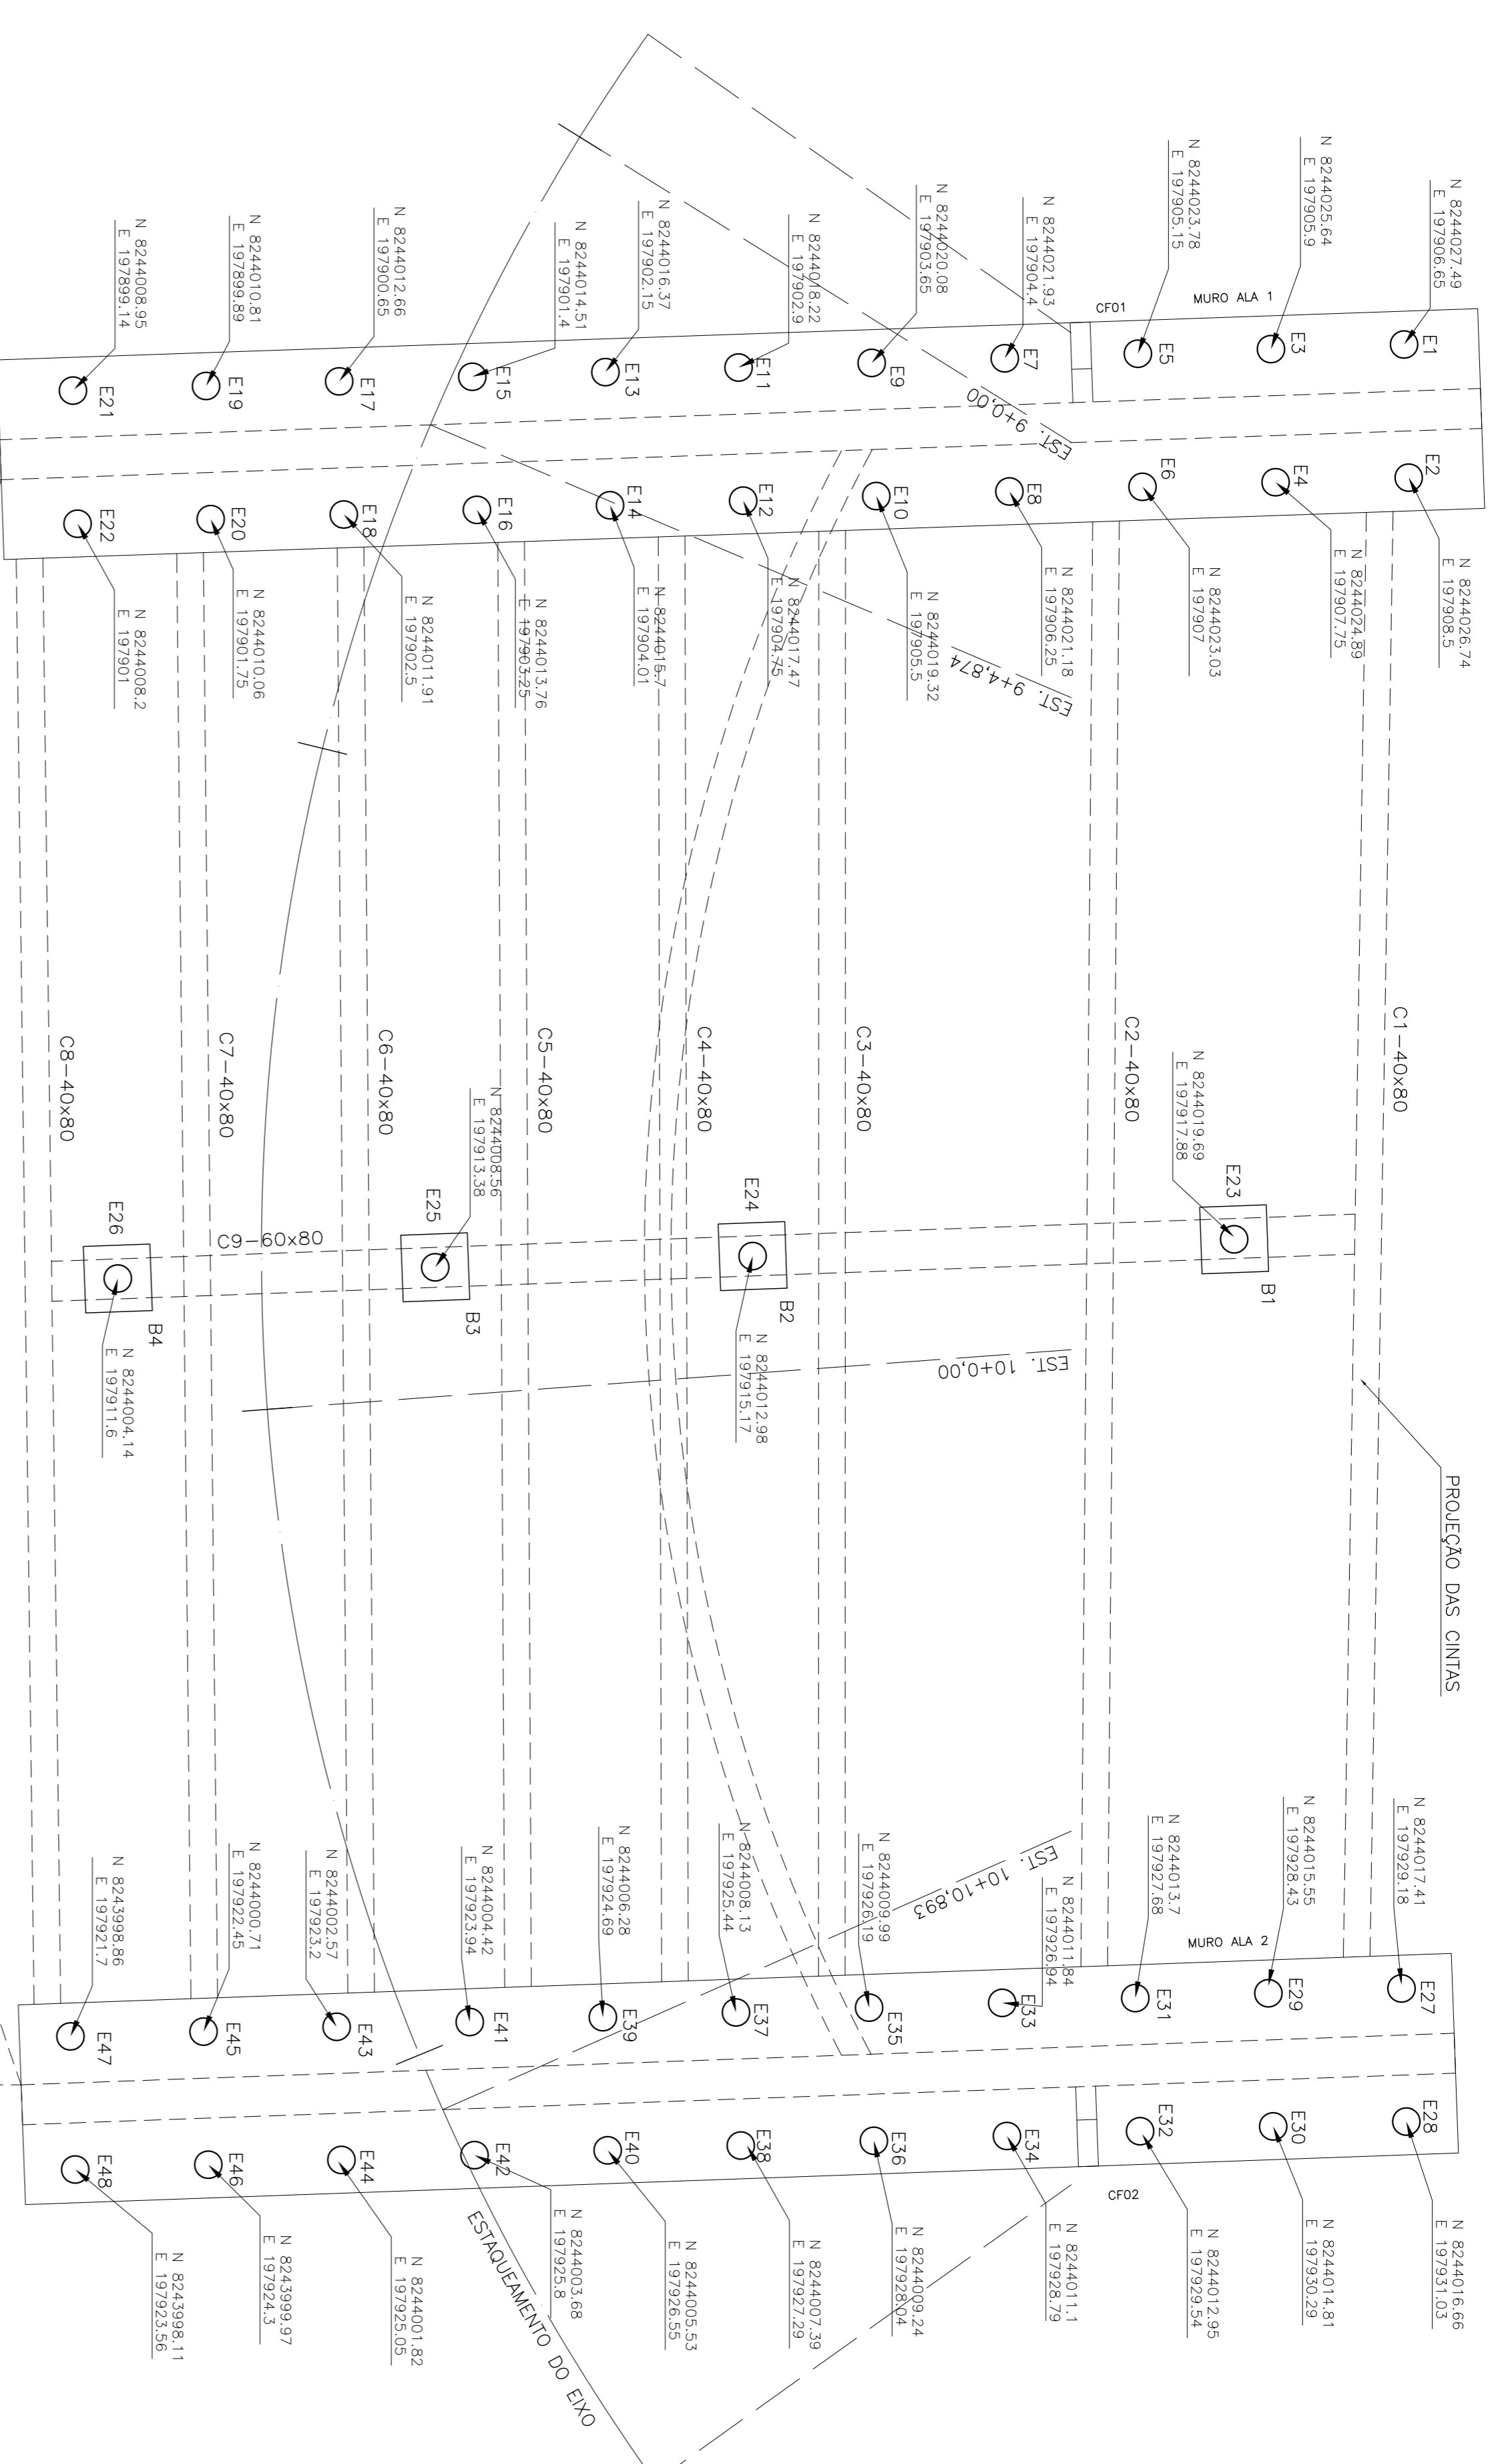 N 8244027.49
E 197906.65
E1
N 8244025.64
E 197905.9
E3
N 8244023.78
E 197905.15
E5
MURO ALA 1
CF01
N 8244021.93
E 197904.4
E7
N 8244020.08
E 197903.65
E9
N 8244018.22
E 197902.9
E11
N 8244016.37
E 197902.15
E13
N 8244014.51
E 197901.4
E15
N 8244012.66
E 197900.65
E17
N 8244010.81
E 197899.89
E19
N 8244008.95
E 197899.14
E21
EST. 9+0,00
E2
N 8244026.74
E 197908.5
E4
N 8244024.89
E 197907.75
E6
N 8244023.03
E 197907
E8
N 8244021.18
E 197906.25
E10
N 8244019.32
E 197905.5
E12
N 8244017.47
E 197904.75
E14
N 8244015.7
E 197904.01
E16
N 8244013.76
E 197903.25
E18
N 8244011.91
E 197902.5
E20
N 8244010.06
E 197901.75
E22
N 8244008.2
E 197901
EST. 9+4,874
C1-40x80
C2-40x80
C3-40x80
C4-40x80
C5-40x80
C6-40x80
C7-40x80
C8-40x80
N 8244019.69
E 197917.88
E23
B1
E24
B2
N 8244012.98
E 197915.17
N 8244008.56
E 197913.38
E25
B3
C9-60x80
E26
B4
N 8244004.14
E 197911.6
EST. 10+0,00
PROJEÇÃO DAS CINTAS
N 8244017.41
E 197929.18
E27
N 8244015.55
E 197928.43
E29
N 8244013.7
E 197927.68
E31
MURO ALA 2
N 8244011.84
E 197926.94
E33
EST. 10+10,893
N 8244009.99
E 197926.19
E35
N 8244008.13
E 197925.44
E37
N 8244006.28
E 197924.69
E39
N 8244004.42
E 197923.94
E41
N 8244002.57
E 197923.2
E43
N 8244000.71
E 197922.45
E45
N 8243998.86
E 197921.7
E47
E28
N 8244016.66
E 197931.03
E30
N 8244014.81
E 197930.29
E32
N 8244012.95
E 197929.54
CF02
E34
N 8244011.1
E 197928.79
E36
N 8244009.24
E 197928.04
E38
N 8244007.39
E 197927.29
E40
N 8244005.53
E 197926.55
E42
N 8244003.68
E 197925.8
E44
N 8244001.82
E 197925.05
E46
N 8243999.97
E 197924.3
E48
N 8243998.11
E 197923.56
ESTAQUEAMENTO DO EIXO